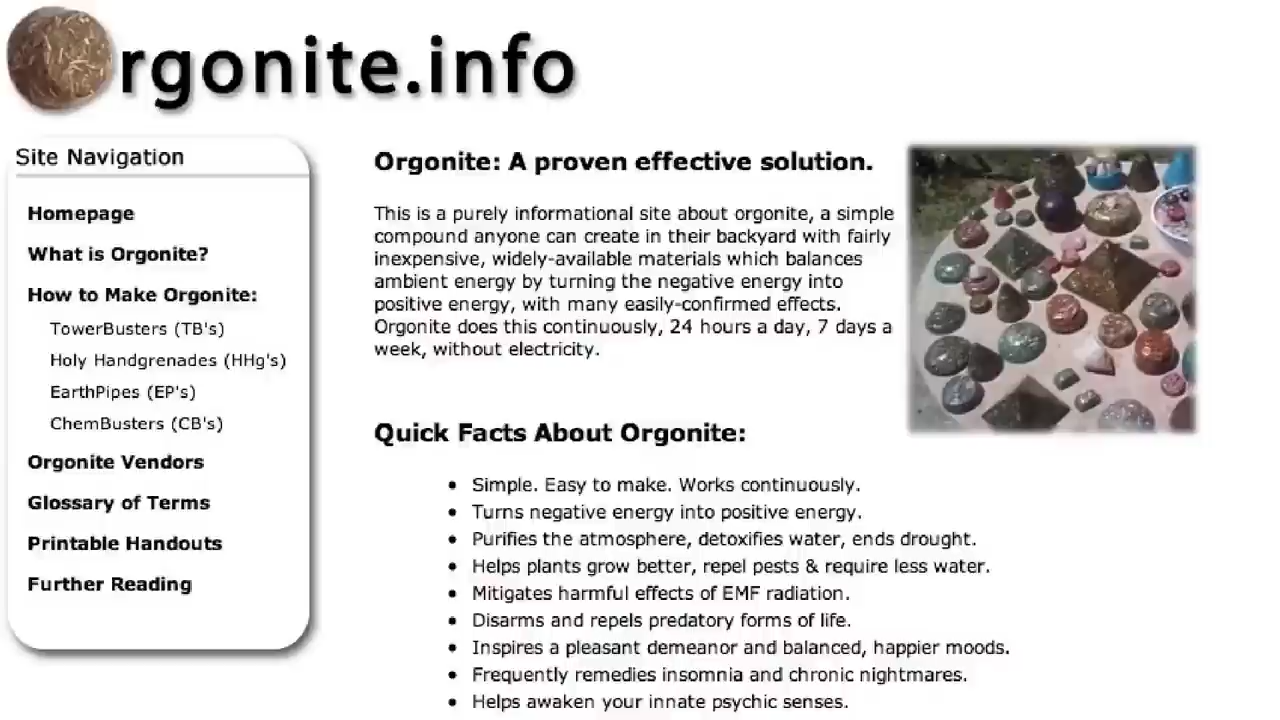 rgonite.info
Site Navigation
Homepage
What is Orgonite?
How to Make Orgonite:
TowerBusters (TB's)
Holy Handgrenades (HHg's)
EarthPipes (EP's)
ChemBusters (CB's)
Orgonite Vendors
Glossary of Terms
Printable Handouts
Further Reading
Orgonite: A proven effective solution.
This is a purely informational site about orgonite, a simple
compound anyone can create in their backyard with fairly
inexpensive, widely-available materials which balances
ambient energy by turning the negative energy into
positive energy, with many easily-confirmed effects.
Orgonite does this continuously, 24 hours a day, 7 days a
week, without electricity.
Quick Facts About Orgonite:
• Simple. Easy to make. Works continuously.
• Turns negative energy into positive energy.
• Purifies the atmosphere, detoxifies water, ends drought.
• Helps plants grow better, repel pests & require less water.
• Mitigates harmful effects of EMF radiation.
• Disarms and repels predatory forms of life.
• Inspires a pleasant demeanor and balanced, happier moods.
• Frequently remedies insomnia and chronic nightmares.
• Helps awaken your innate psychic senses.